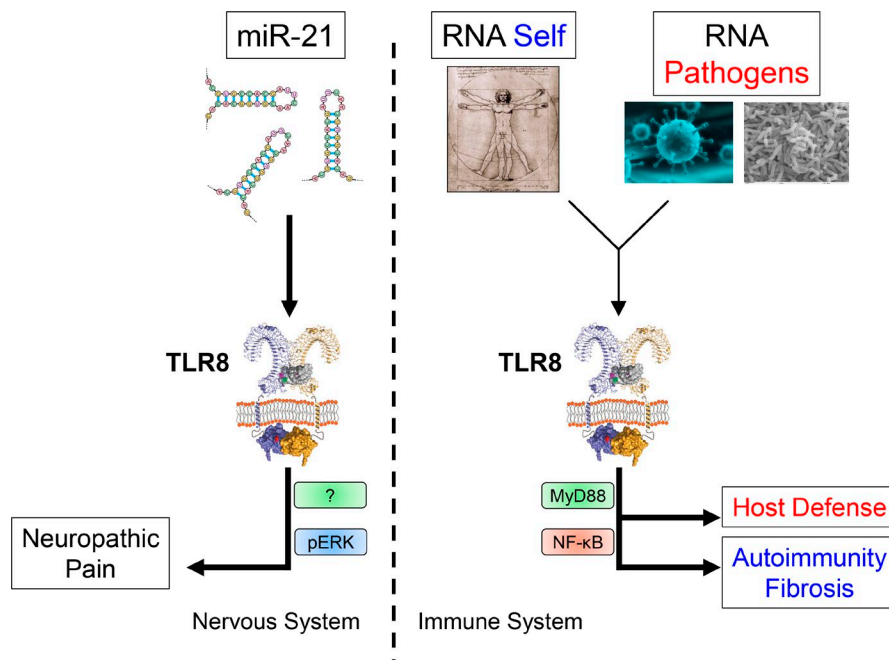 miR-21
RNA Self
RNA
Pathogens
TLR8
TLR8
?
pERK
MyD88
NF-κB
Neuropathic
Pain
Host Defense
Autoimmunity
Fibrosis
Nervous System
Immune System